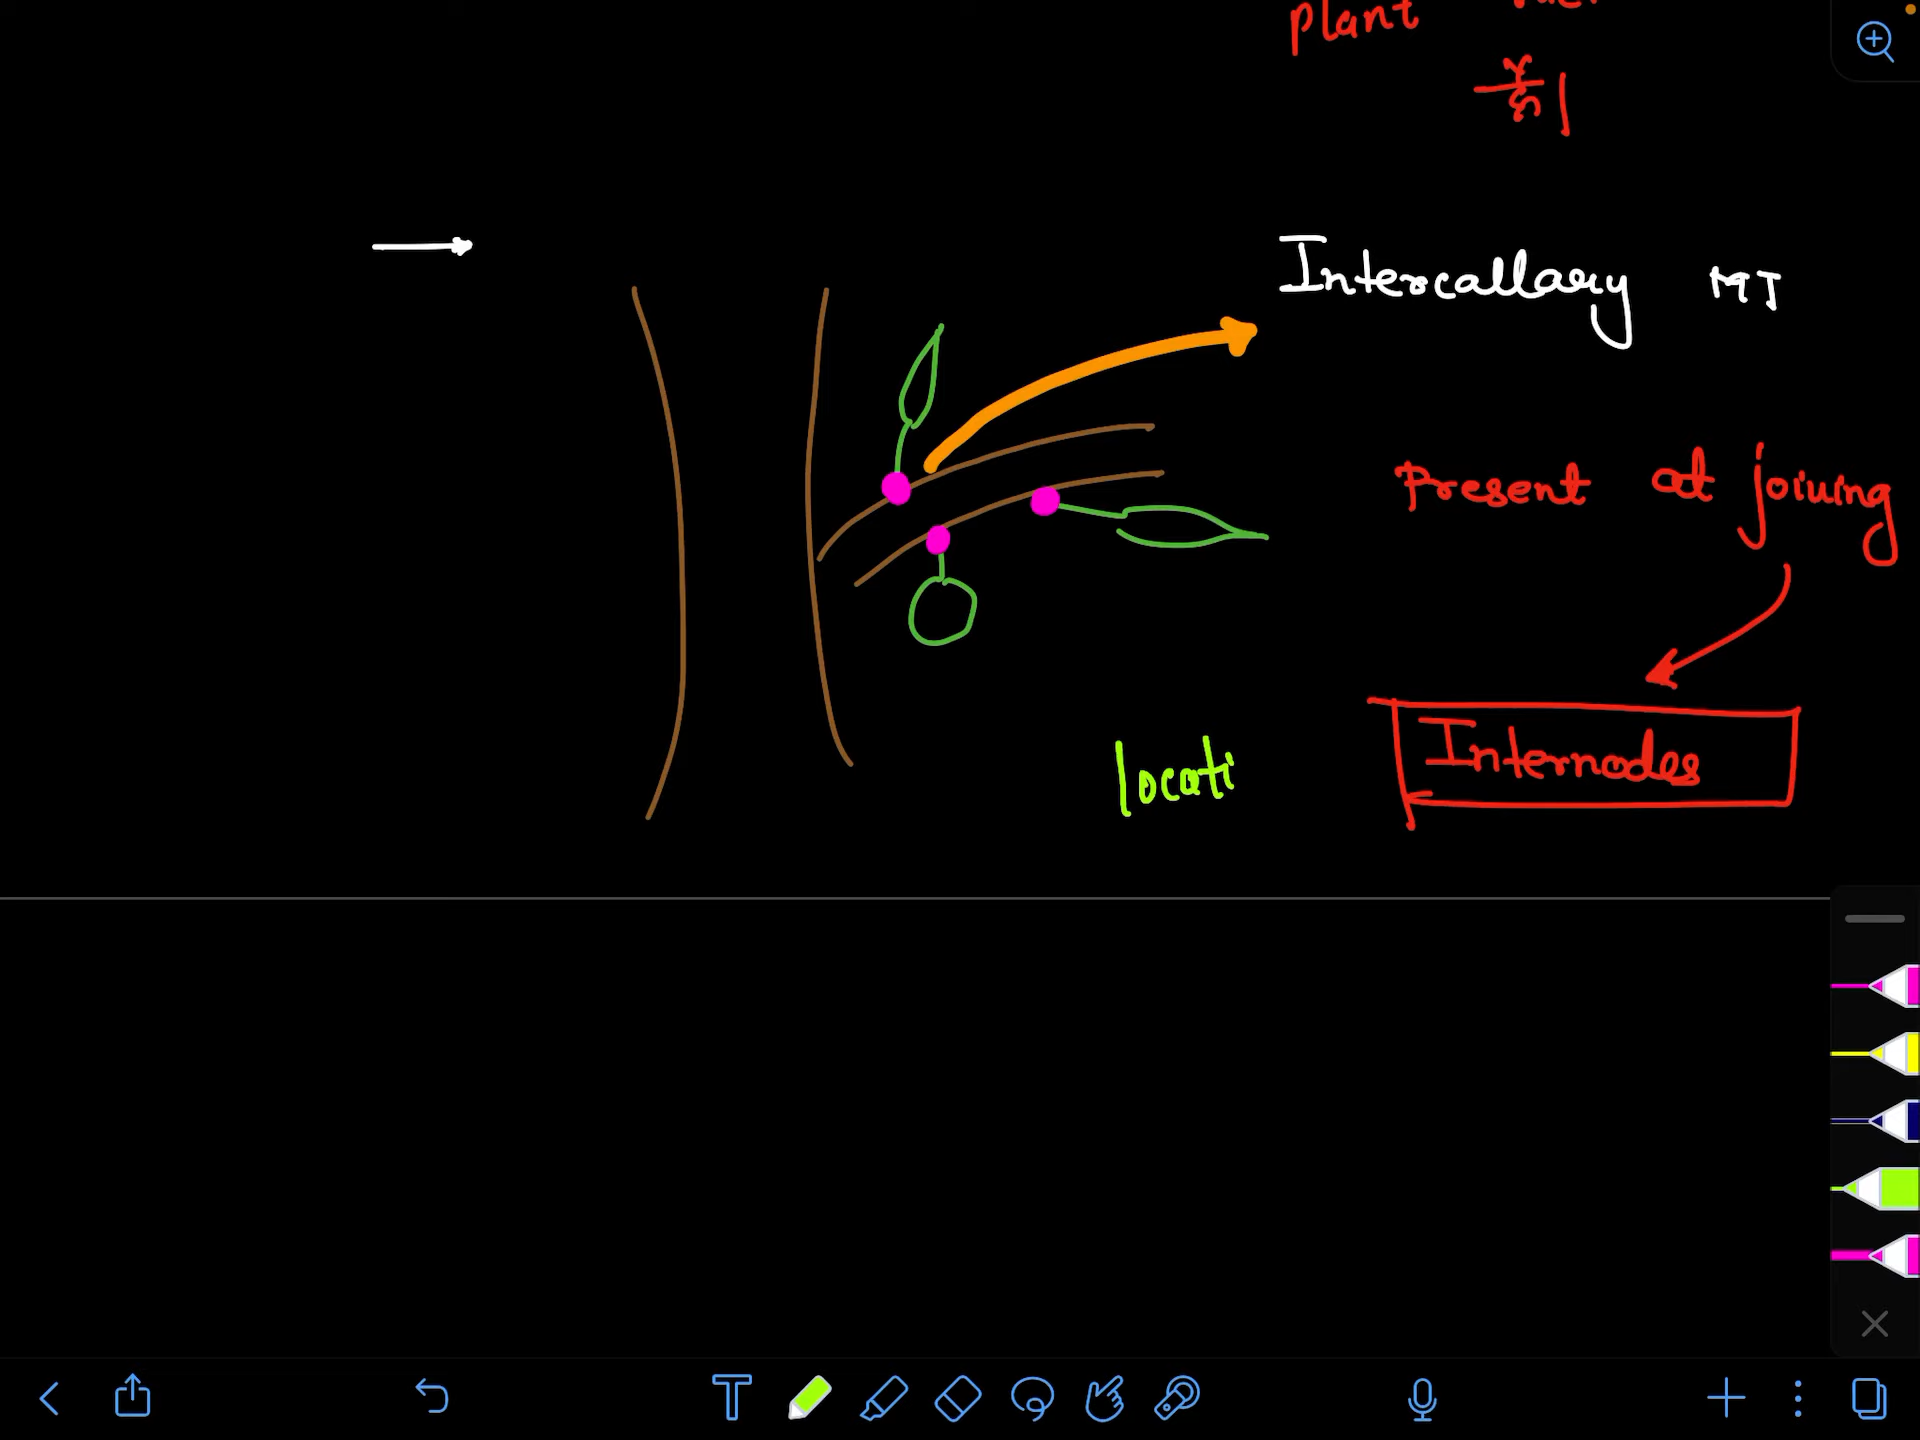 plant
Intercallary MT
Present at joining
Internodes
locati